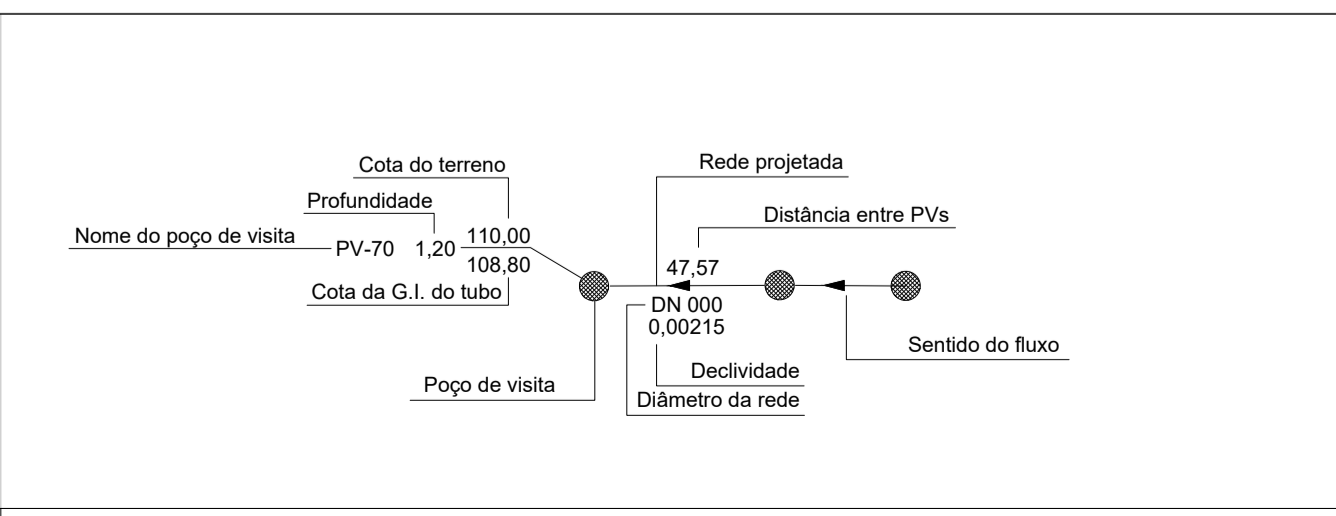 Cota do terreno
Rede projetada
Profundidade
Distância entre PVs
Nome do poço de visita
PV-70 1,20 110,00
108,80
47,57
Cota da G.I. do tubo
DN 000
0,00215
Sentido do fluxo
Declividade
Poço de visita
Diâmetro da rede